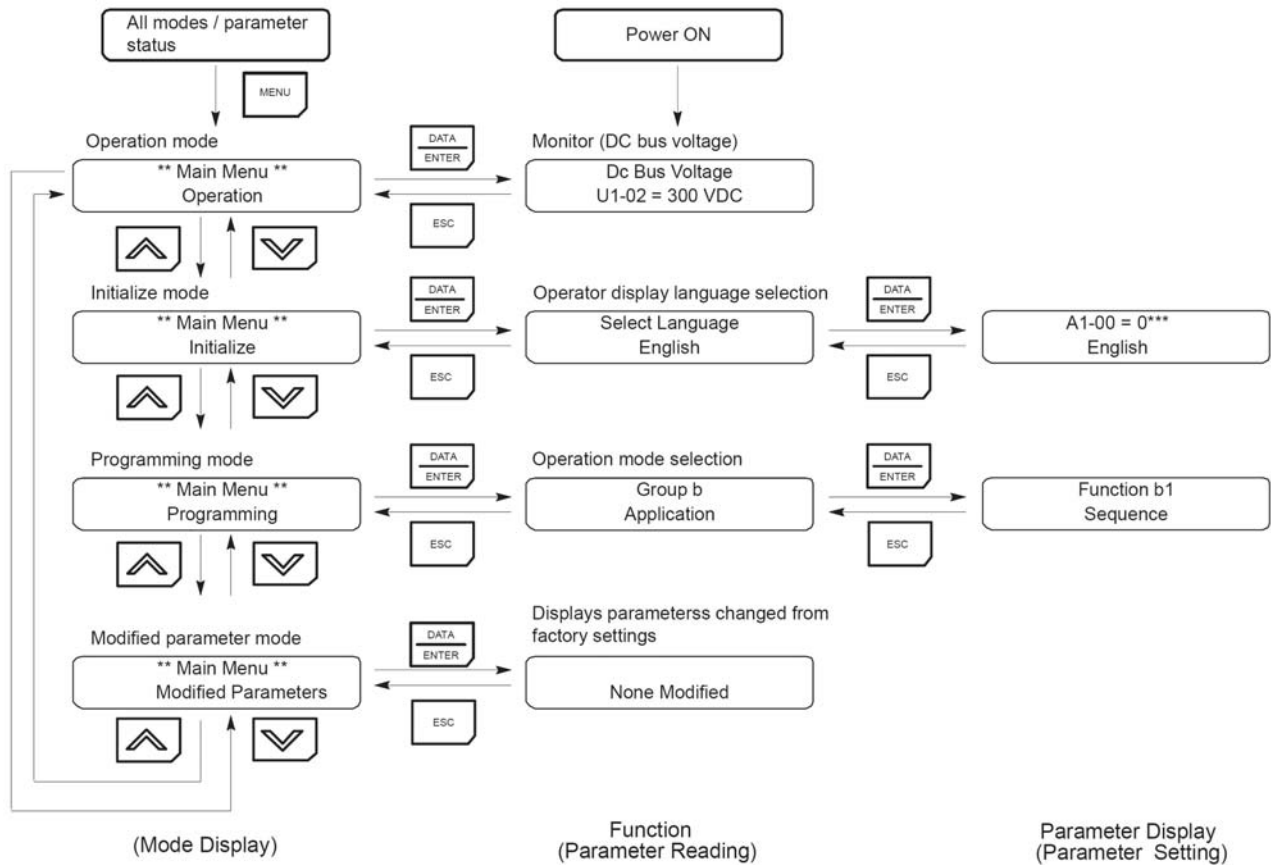 All modes / parameter
status
Power ON
MENU
Operation mode
DATA
ENTER
Monitor (DC bus voltage)
** Main Menu **
Operation
Dc Bus Voltage
U1-02 = 300 VDC
ESC
Initialize mode
DATA
ENTER
Operator display language selection
DATA
ENTER
** Main Menu **
Initialize
Select Language
English
A1-00 = 0***
English
ESC
ESC
Programming mode
DATA
ENTER
Operation mode selection
DATA
ENTER
** Main Menu **
Programming
Group b
Application
Function b1
Sequence
ESC
ESC
Modified parameter mode
DATA
ENTER
Displays parameterss changed from
factory settings
** Main Menu **
Modified Parameters
None Modified
ESC
(Mode Display)
Function
(Parameter Reading)
Parameter Display
(Parameter Setting)